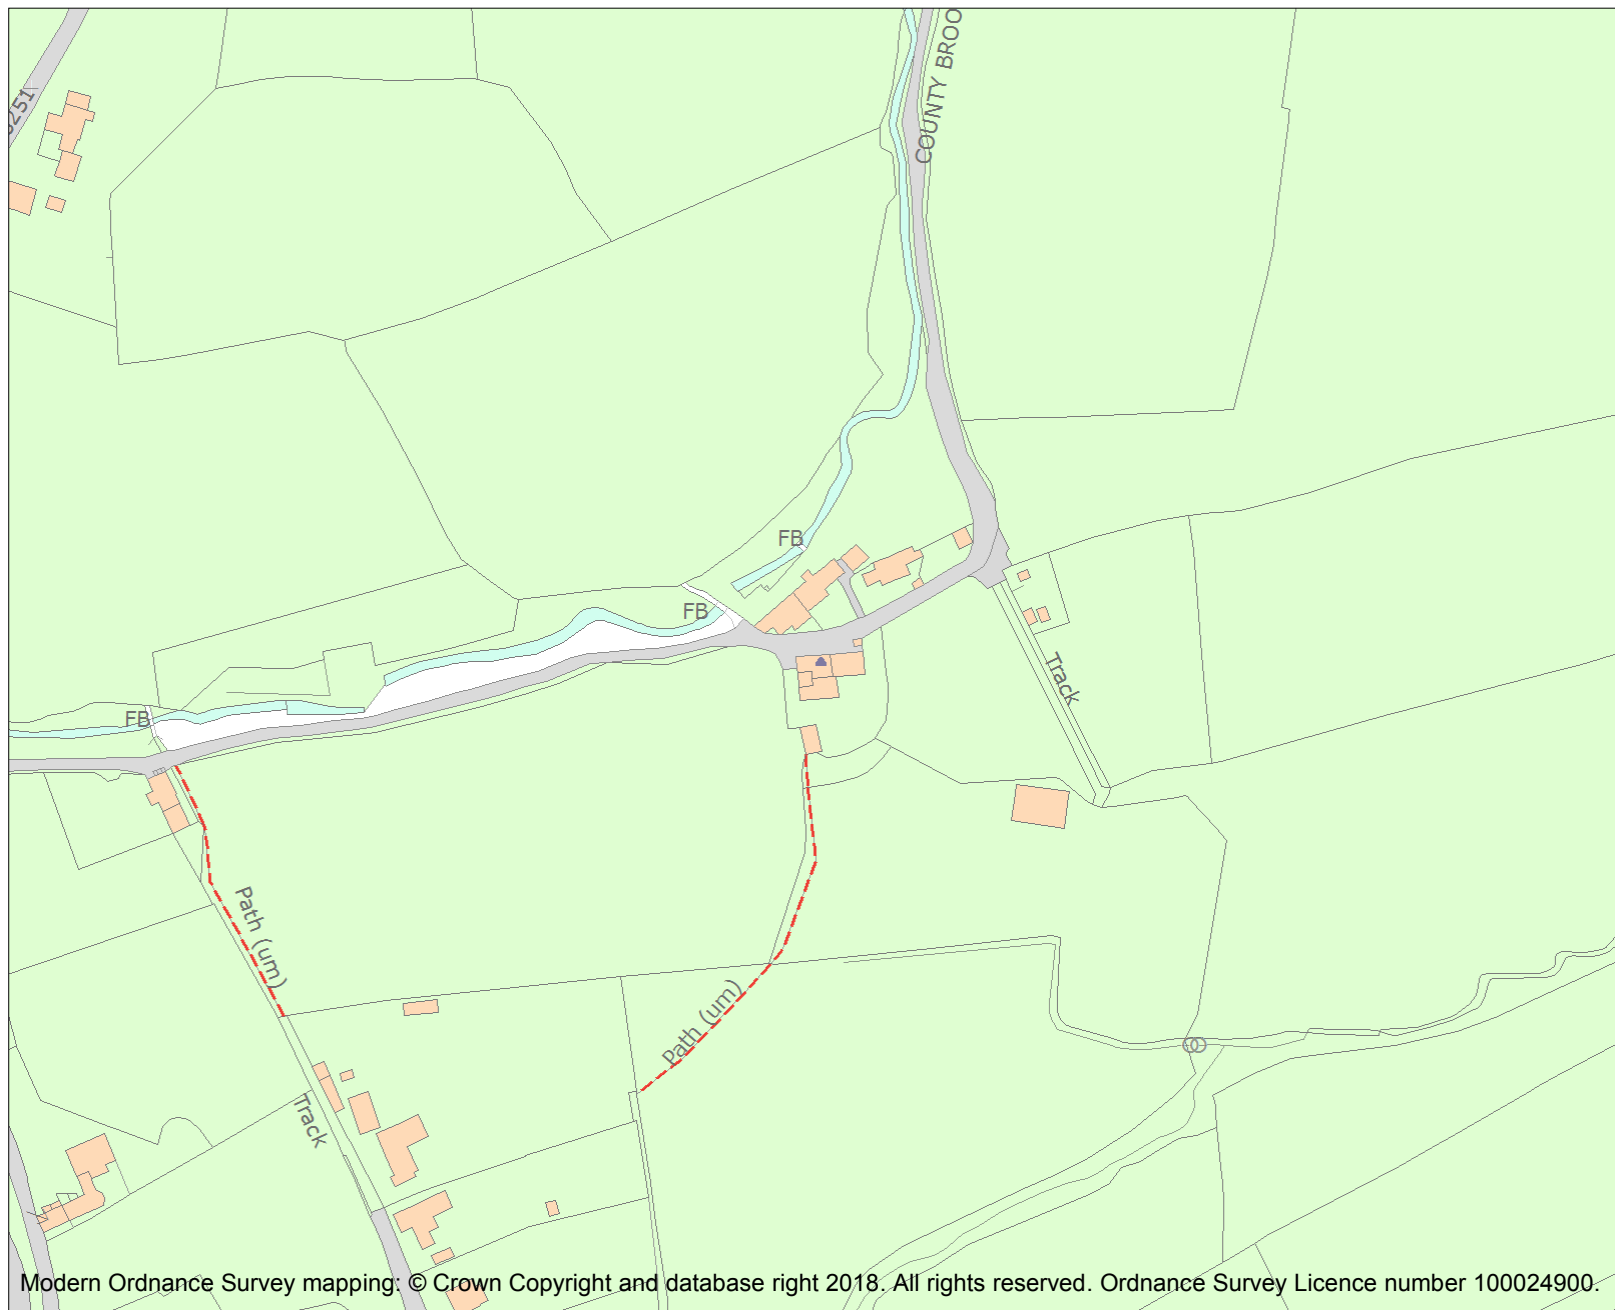 COUNTY BROO
FB
FB
FB
Track
Path (um)
Path (um)
Track
Modern Ordnance Survey mapping: © Crown Copyright and database right 2018. All rights reserved. Ordnance Survey Licence number 100024900.